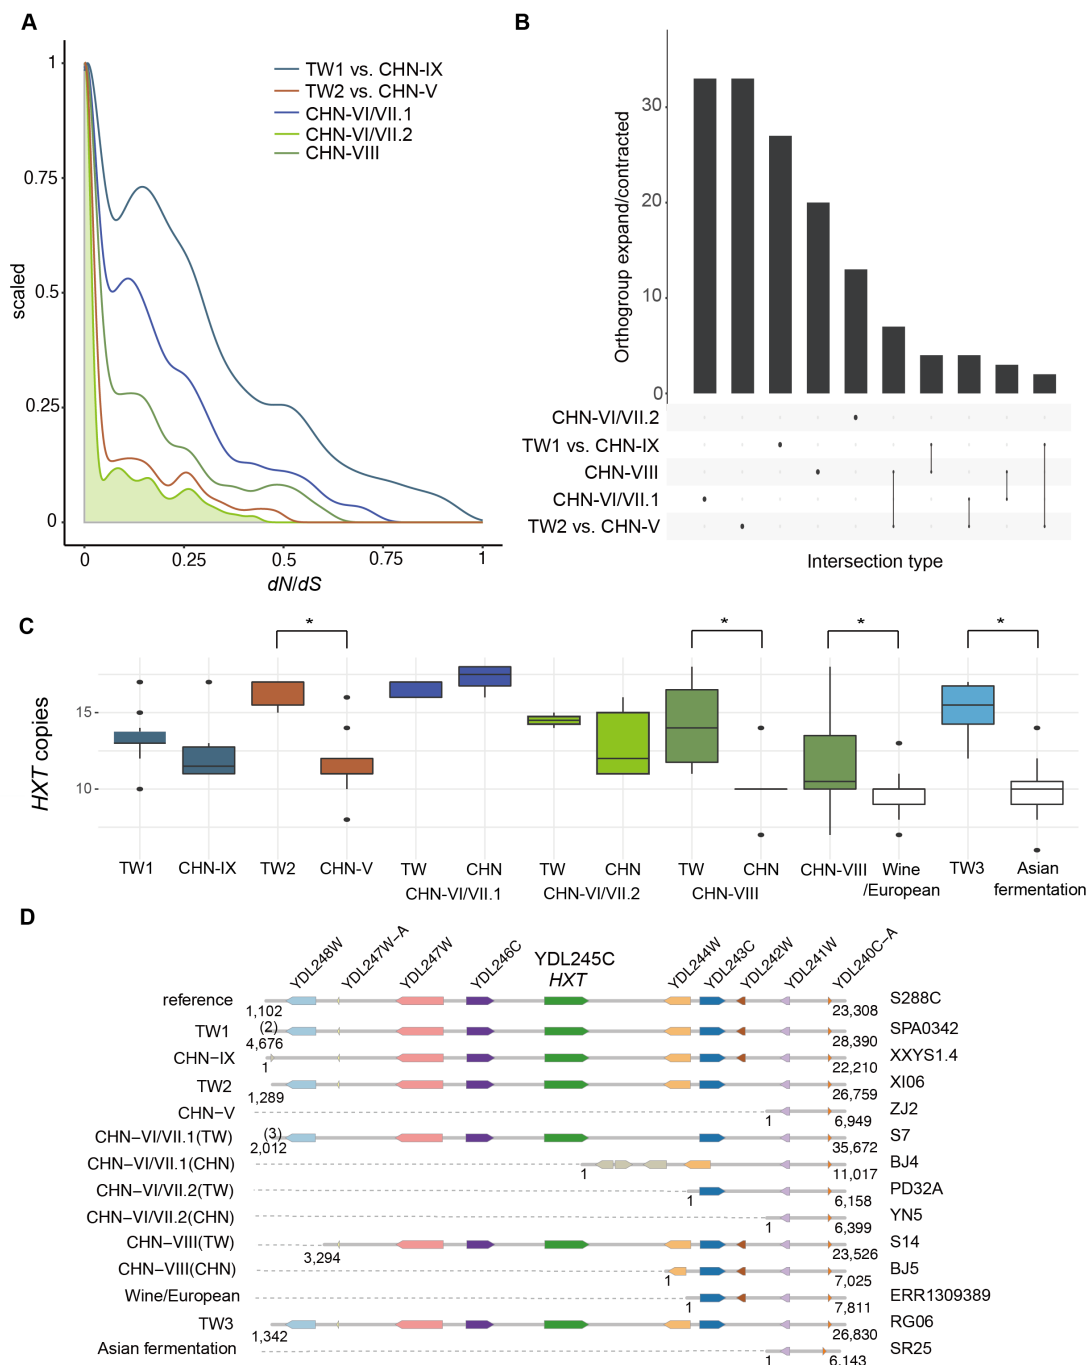 A
1
0.75
0.5
0.25
0
scaled
0
0.25
0.5
0.75
1
dN/dS
TW1 vs. CHN-IX
TW2 vs. CHN-V
CHN-VI/VII.1
CHN-VI/VII.2
CHN-VIII
B
Orthogroup expand/contracted
30
20
10
0
CHN-VI/VII.2
TW1 vs. CHN-IX
CHN-VIII
CHN-VI/VII.1
TW2 vs. CHN-V
Intersection type
C
HXT copies
15
10
* * * *
TW1 CHN-IX TW2 CHN-V TW CHN TW CHN TW CHN CHN-VIII Wine TW3 Asian
CHN-VI/VII.1 CHN-VI/VII.2 CHN-VIII /European fermentation
D
YDL248W YDL247W−A YDL247W YDL246C YDL245C YDL244W YDL243C YDL242W YDL241W YDL240C−A
HXT
reference 1,102 23,308 S288C
TW1 (2) 4,676 28,390 SPA0342
CHN−IX 1 22,210 XXYS1.4
TW2 1,289 26,759 XI06
CHN−V 1 6,949 ZJ2
CHN−VI/VII.1(TW) (3) 2,012 35,672 S7
CHN−VI/VII.1(CHN) 1 11,017 BJ4
CHN−VI/VII.2(TW) 1 6,158 PD32A
CHN−VI/VII.2(CHN) 1 6,399 YN5
CHN−VIII(TW) 3,294 23,526 S14
CHN−VIII(CHN) 1 7,025 BJ5
Wine/European 1 7,811 ERR1309389
TW3 1,342 26,830 RG06
Asian fermentation 1 6,143 SR25